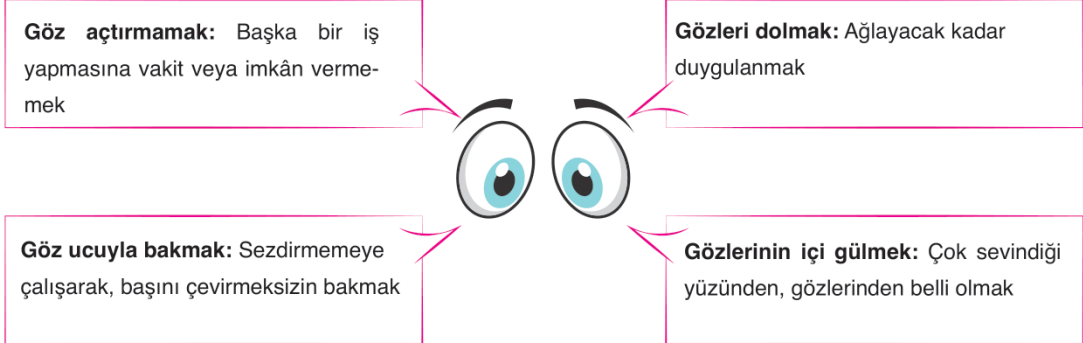 Göz açtırmamak: Başka bir iş
yapmasına vakit veya imkân verme-
mek
Gözleri dolmak: Ağlayacak kadar
duygulanmak
Göz ucuyla bakmak: Sezdirmemeye
çalışarak, başını çevirmeksizin bakmak
Gözlerinin içi gülmek: Çok sevindiği
yüzünden, gözlerinden belli olmak